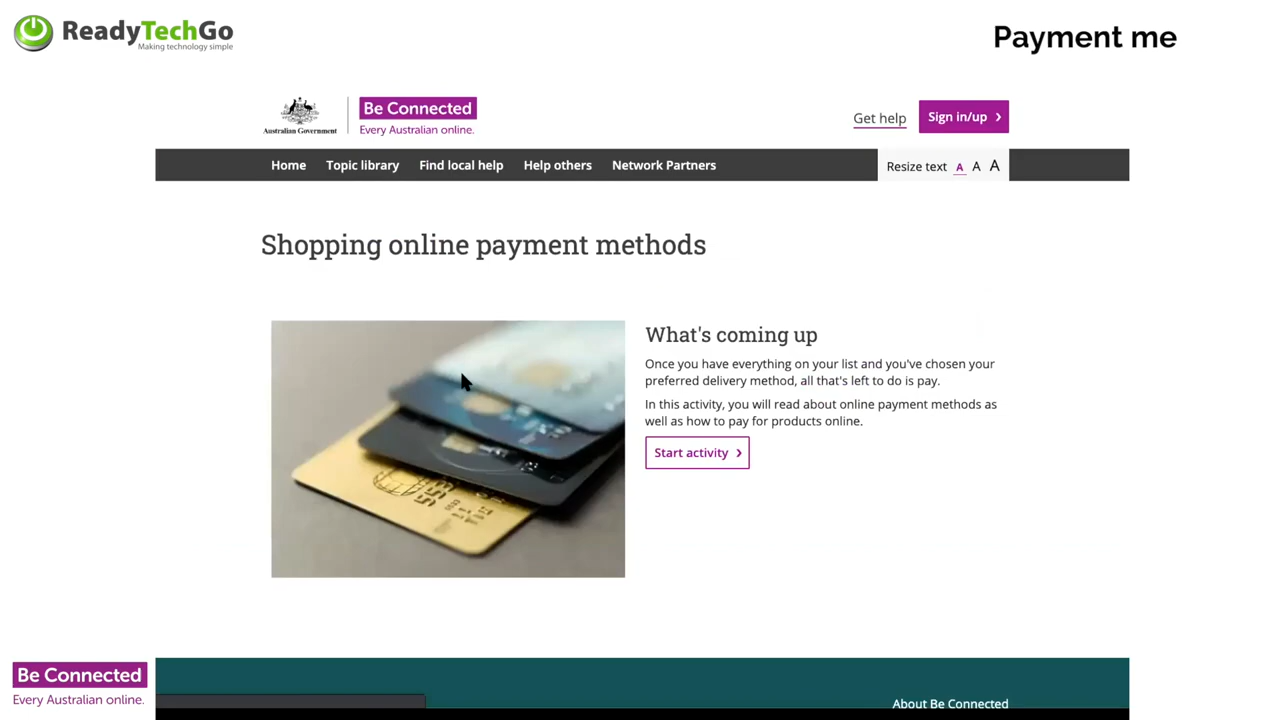 ReadyTechGo
Making technology simple
Payment me
Australian Government
Be Connected
Every Australian online.
Get help
Sign in/up ›
Home Topic library Find local help Help others Network Partners
Resize text A A A
Shopping online payment methods
What's coming up
Once you have everything on your list and you've chosen your
preferred delivery method, all that's left to do is pay.
In this activity, you will read about online payment methods as
well as how to pay for products online.
Start activity ›
Be Connected
Every Australian online.
About Be Connected